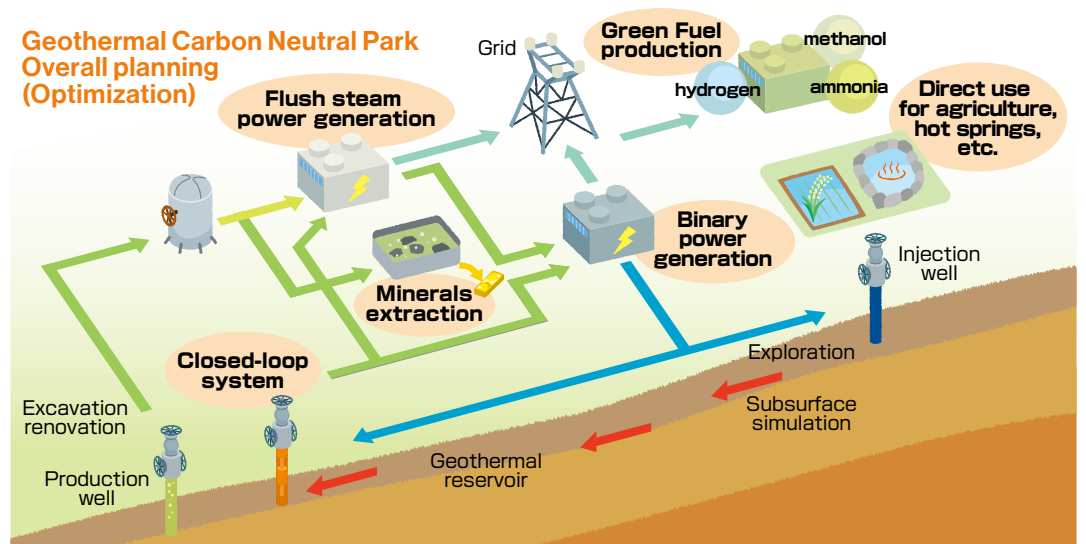 Geothermal Carbon Neutral Park
Overall planning
(Optimization)
Flush steam
power generation
Grid
Green Fuel
production
methanol
hydrogen
ammonia
Direct use
for agriculture,
hot springs,
etc.
Binary
power
generation
Injection
well
Minerals
extraction
Closed-loop
system
Exploration
Excavation
renovation
Subsurface
simulation
Geothermal
reservoir
Production
well